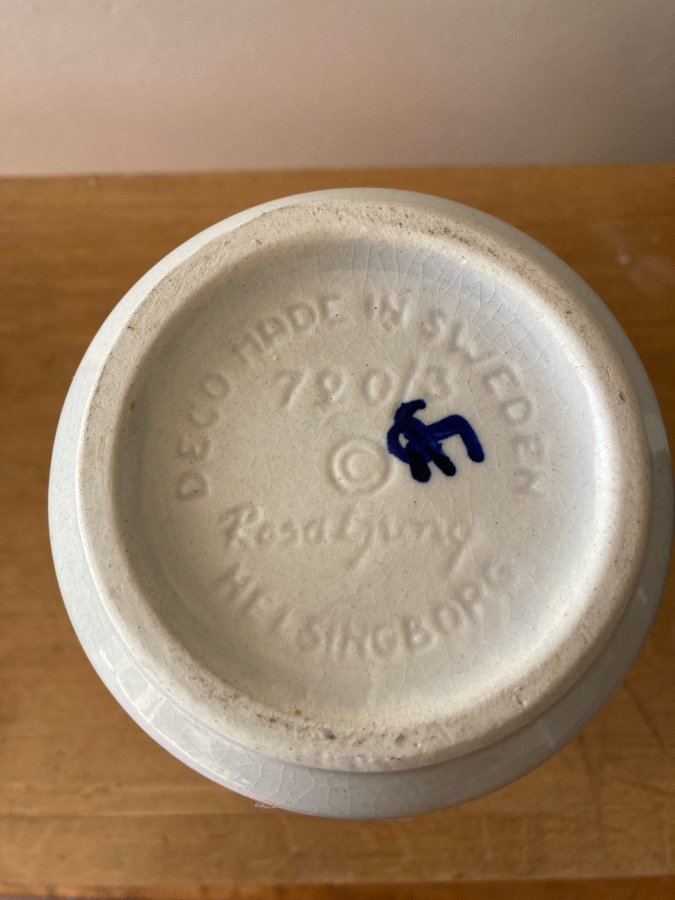 DECO MADE IN SWEDEN
790/3
©
Rosa Ljung
HELSINGBORG